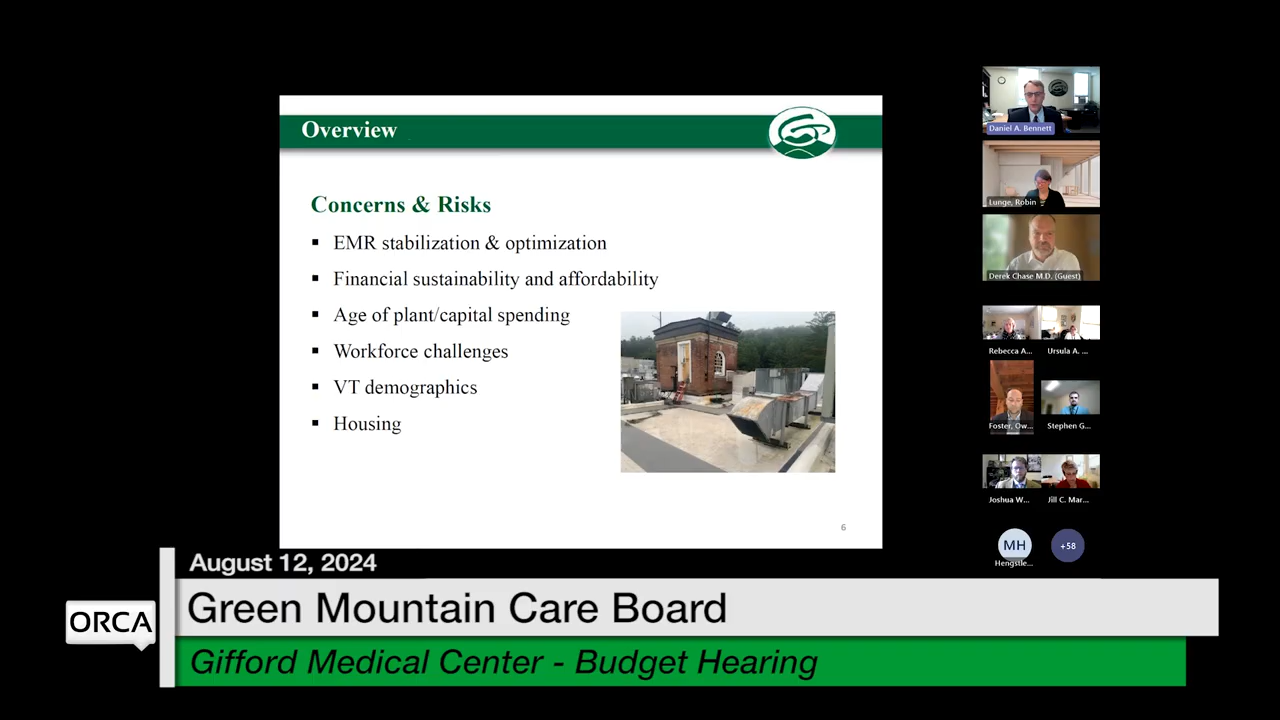 Overview
Concerns & Risks
EMR stabilization & optimization
Financial sustainability and affordability
Age of plant/capital spending
Workforce challenges
VT demographics
Housing
6
Daniel A. Bennett
Lunge, Robin
Derek Chase M.D. (Guest)
Rebecca A...
Ursula A. ...
Foster, Ow...
Stephen G...
Joshua W...
Jill C. Mar...
MH
+58
Hengstle...
August 12, 2024
ORCA
Green Mountain Care Board
Gifford Medical Center - Budget Hearing